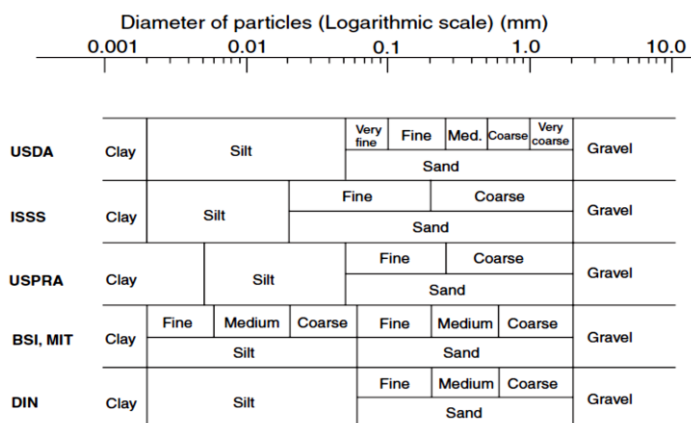 Diameter of particles (Logarithmic scale) (mm)
0.001 0.01 0.1 1.0 10.0
USDA Clay Silt Very fine Fine Med. Coarse Very coarse Gravel
Sand
ISSS Clay Silt Fine Coarse Gravel
Sand
USPRA Clay Silt Fine Coarse Gravel
Sand
BSI, MIT Clay Fine Medium Coarse Fine Medium Coarse Gravel
Silt Sand
DIN Clay Silt Fine Medium Coarse Gravel
Sand